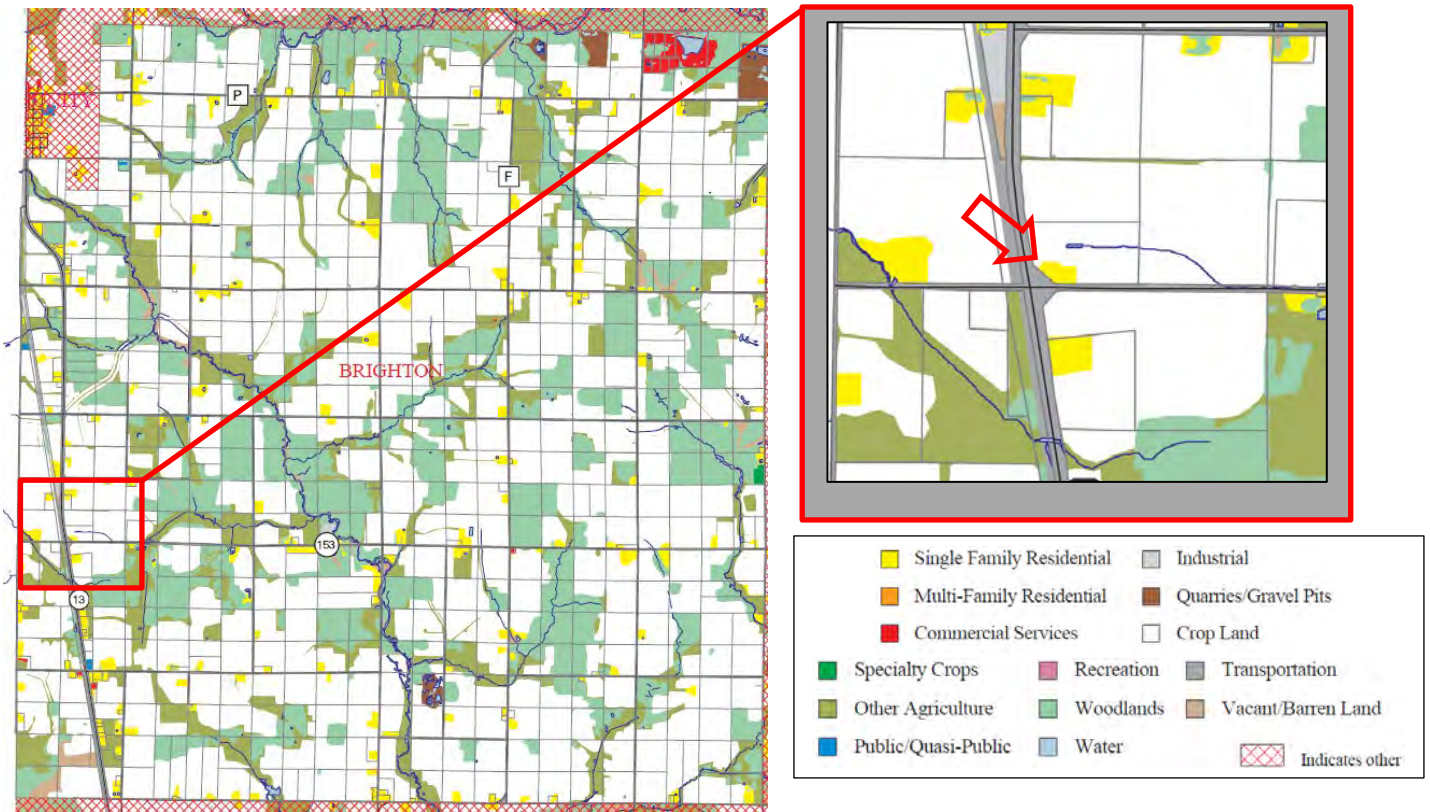 P
CITY
F
BRIGHTON
153
13
Single Family Residential
Industrial
Multi-Family Residential
Quarries/Gravel Pits
Commercial Services
Crop Land
Specialty Crops
Recreation
Transportation
Other Agriculture
Woodlands
Vacant/Barren Land
Public/Quasi-Public
Water
Indicates other